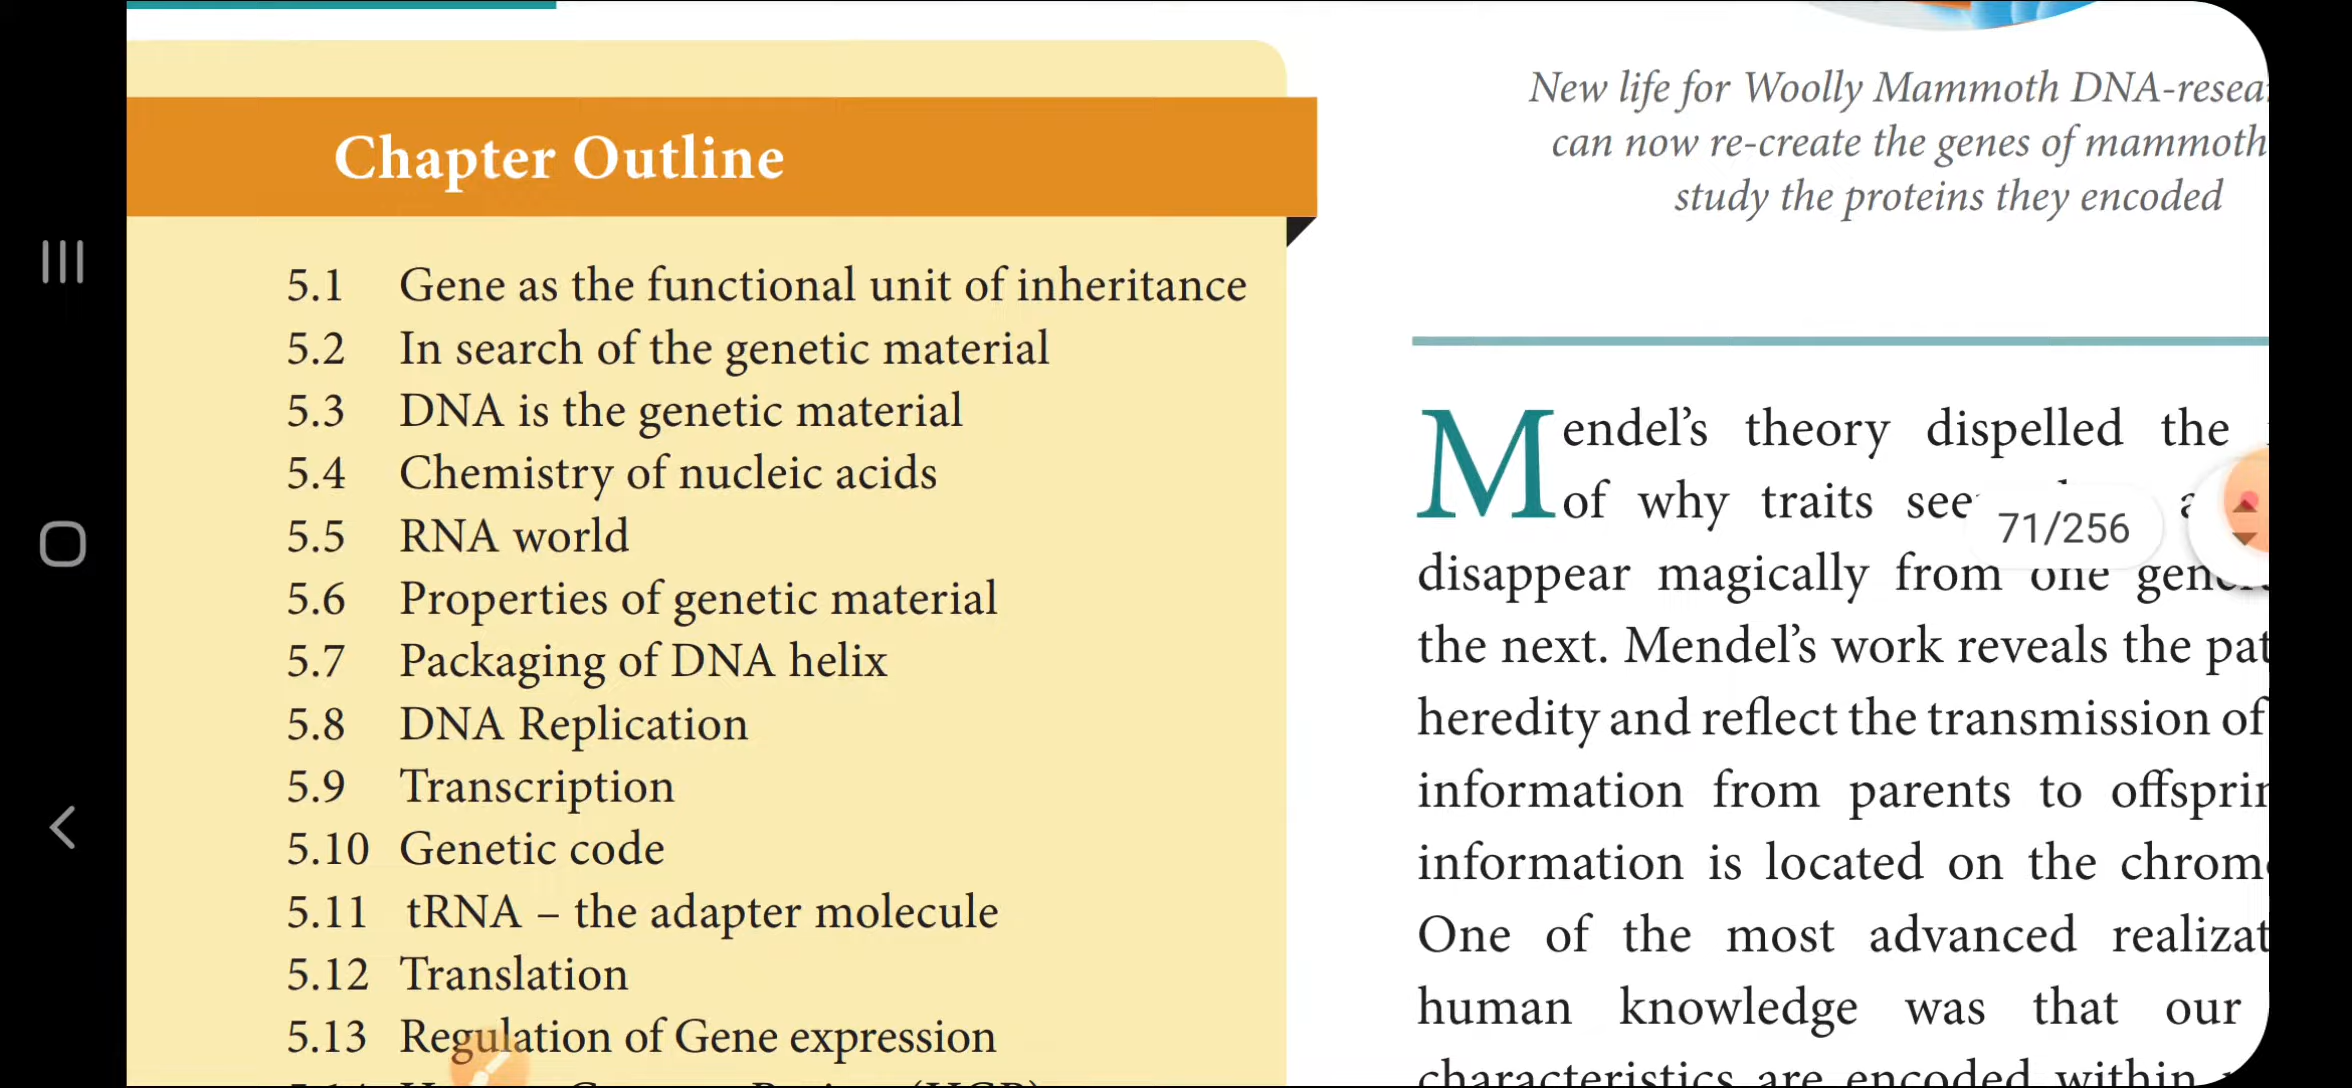 Chapter Outline
5.1 Gene as the functional unit of inheritance
5.2 In search of the genetic material
5.3 DNA is the genetic material
5.4 Chemistry of nucleic acids
5.5 RNA world
5.6 Properties of genetic material
5.7 Packaging of DNA helix
5.8 DNA Replication
5.9 Transcription
5.10 Genetic code
5.11 tRNA – the adapter molecule
5.12 Translation
5.13 Regulation of Gene expression
New life for Woolly Mammoth DNA-resea
can now re-create the genes of mammoth
study the proteins they encoded
Mendel's theory dispelled the
of why traits see
71/256
disappear magically from one gene
the next. Mendel's work reveals the pat
heredity and reflect the transmission of
information from parents to offsprin
information is located on the chrom
One of the most advanced realizat
human knowledge was that our
characteristics are encoded within